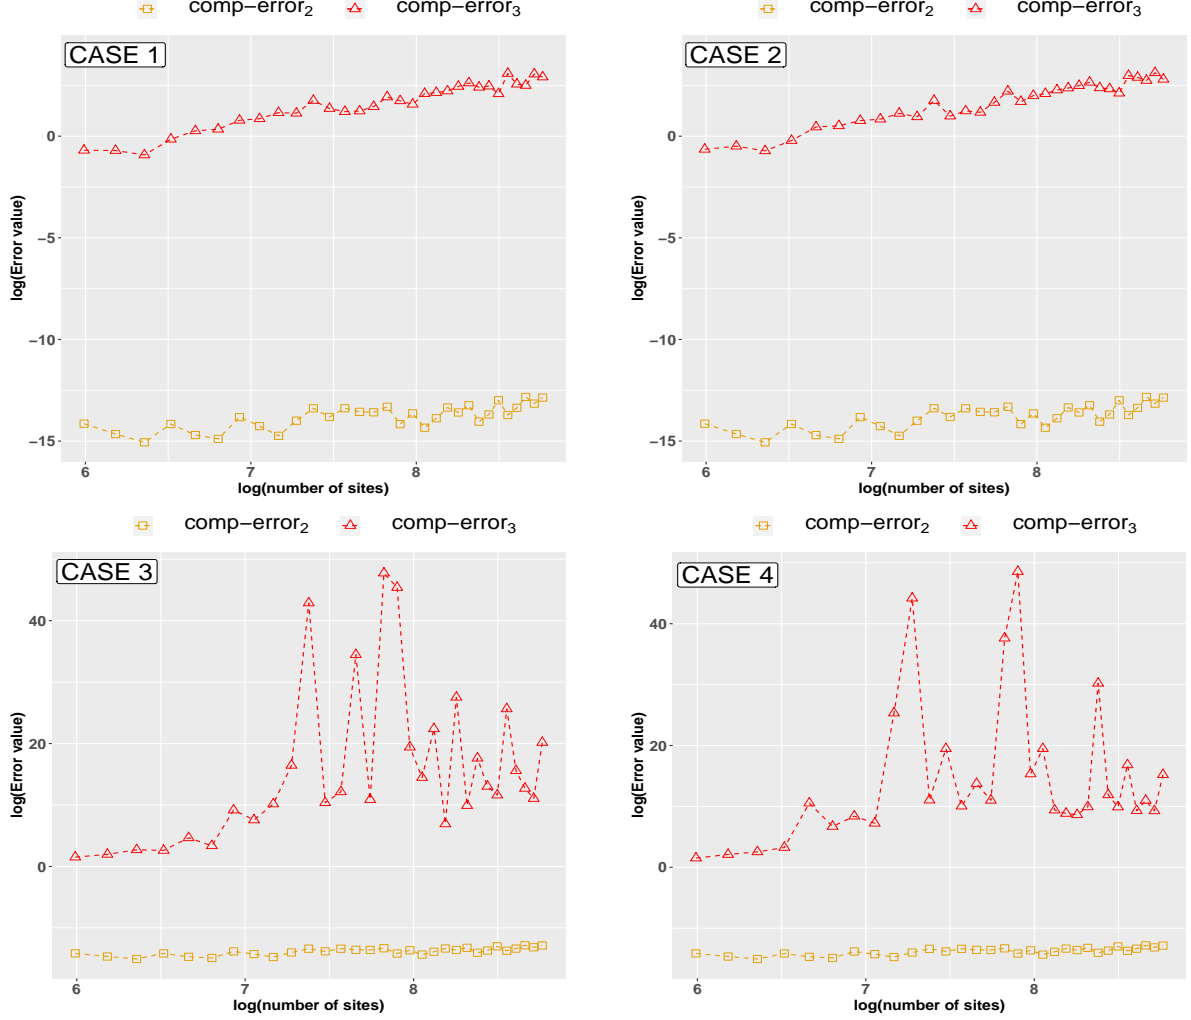 comp−error2 comp−error3
CASE 1
0
−5
−10
−15
log(Error value)
6 7 8
log(number of sites)
comp−error2 comp−error3
CASE 2
0
−5
−10
−15
log(Error value)
6 7 8
log(number of sites)
comp−error2 comp−error3
CASE 3
40
20
0
log(Error value)
6 7 8
log(number of sites)
comp−error2 comp−error3
CASE 4
40
20
0
log(Error value)
6 7 8
log(number of sites)